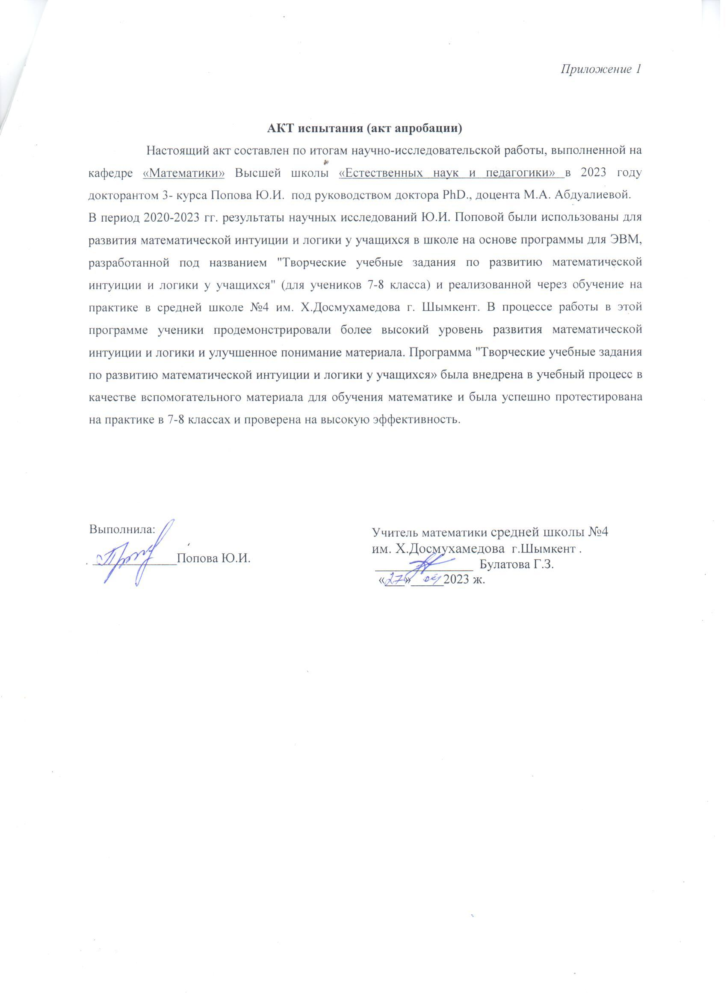 Приложение 1
АКТ испытания (акт апробации)
Настоящий акт составлен по итогам научно-исследовательской работы, выполненной на
кафедре «Математики» Высшей школы «Естественных наук и педагогики» в 2023 году
докторантом 3- курса Попова Ю.И. под руководством доктора PhD., доцента М.А. Абдуалиевой.
В период 2020-2023 гг. результаты научных исследований Ю.И. Поповой были использованы для
развития математической интуиции и логики у учащихся в школе на основе программы для ЭВМ,
разработанной под названием "Творческие учебные задания по развитию математической
интуиции и логики у учащихся" (для учеников 7-8 класса) и реализованной через обучение на
практике в средней школе №4 им. Х.Досмухамедова г. Шымкент. В процессе работы в этой
программе ученики продемонстрировали более высокий уровень развития математической
интуиции и логики и улучшенное понимание материала. Программа "Творческие учебные задания
по развитию математической интуиции и логики у учащихся» была внедрена в учебный процесс в
качестве вспомогательного материала для обучения математике и была успешно протестирована
на практике в 7-8 классах и проверена на высокую эффективность.
Выполнила:
Попова Ю.И.
Учитель математики средней школы №4
им. Х.Досмухамедова г.Шымкент .
Булатова Г.З.
«27» 2023 ж.